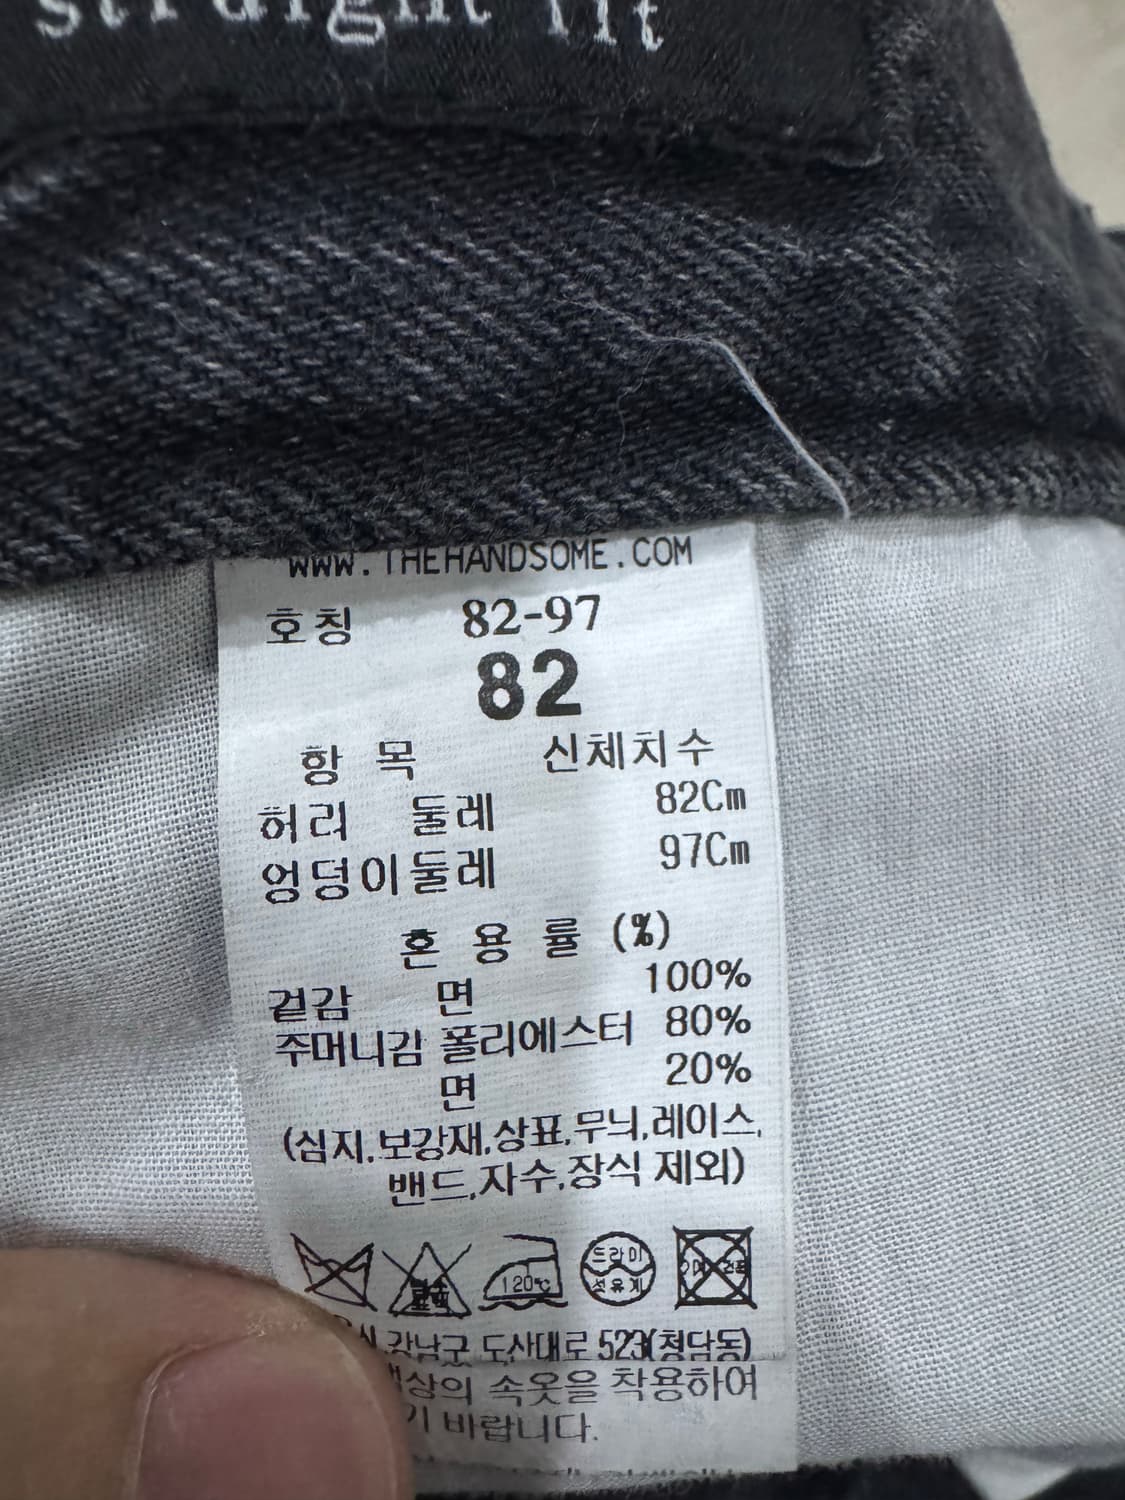 straight fit
WWW.THEHANDSOME.COM
호칭 82-97
82
항 목 신체치수
허리 둘레 82Cm
엉덩이둘레 97Cm
혼 용 률 (%)
겉감 면 100%
주머니감 폴리에스터 80%
면 20%
(심지,보강재,상표,무늬,레이스,
밴드,자수,장식 제외)
120℃
드라이
석유계
강남구 도산대로 523(청담동)
속옷을 착용하여
바랍니다.